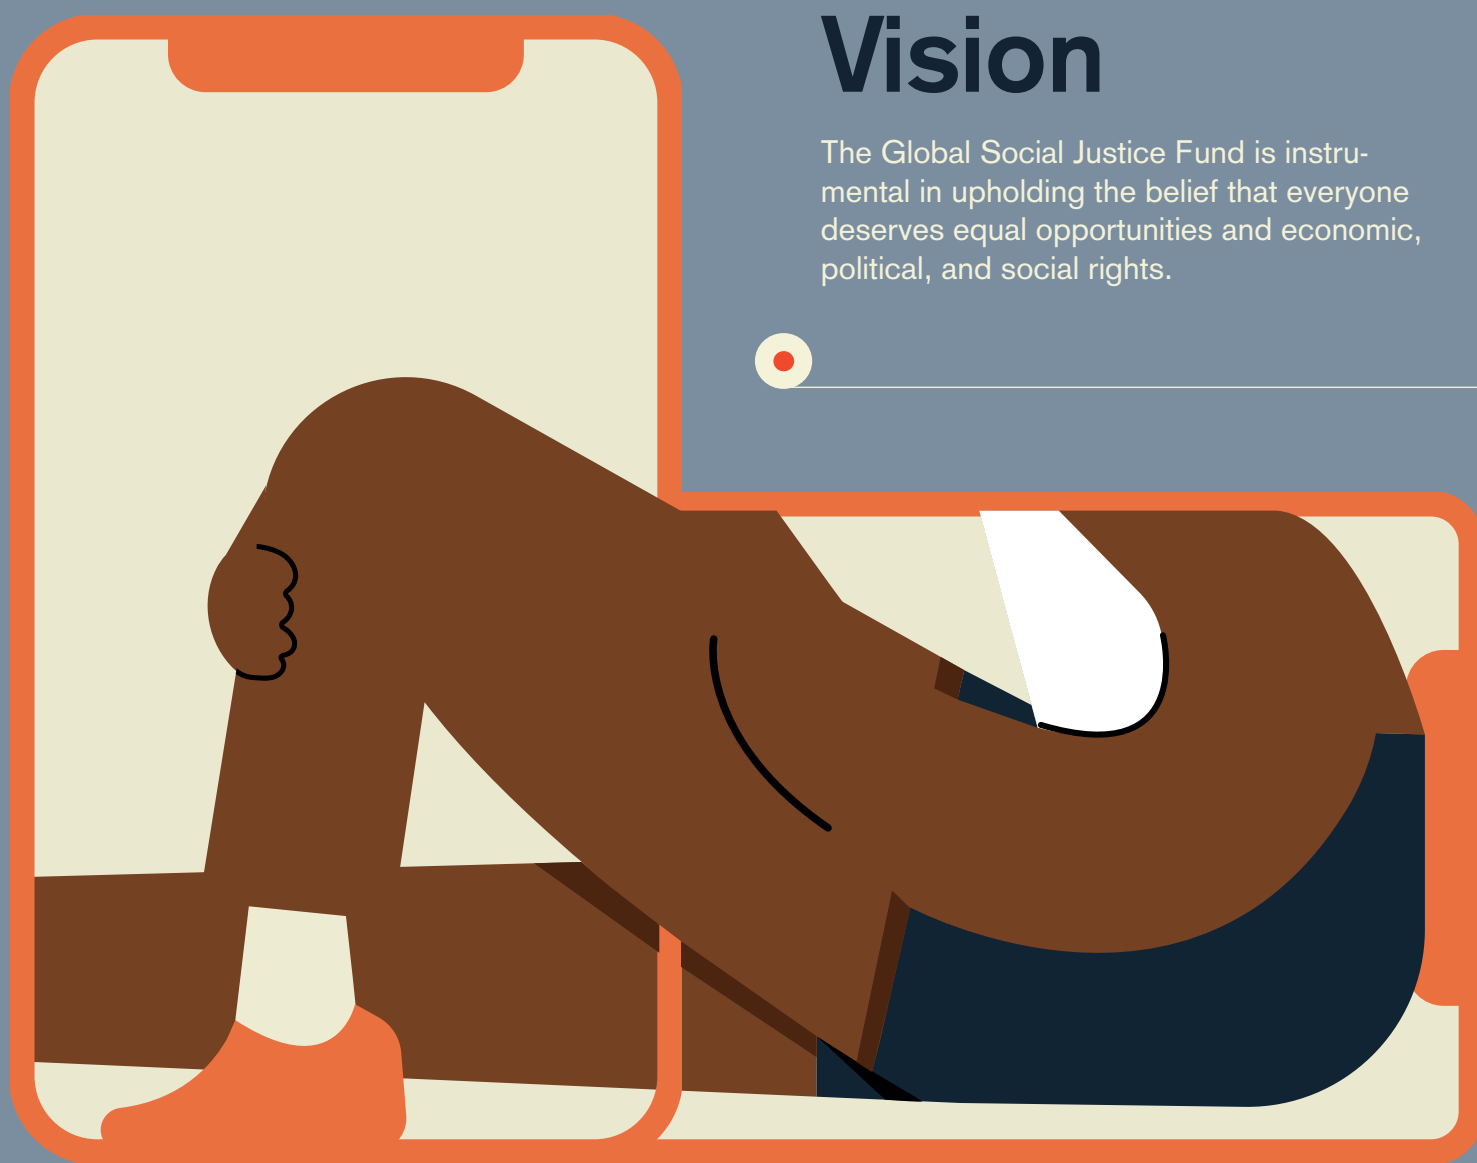 Vision
The Global Social Justice Fund is instru-
mental in upholding the belief that everyone
deserves equal opportunities and economic,
political, and social rights.